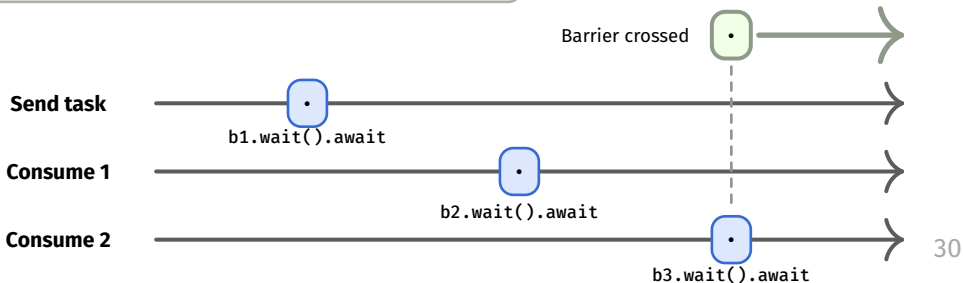 Barrier crossed
Send task
b1.wait().await
Consume 1
b2.wait().await
Consume 2
b3.wait().await
30